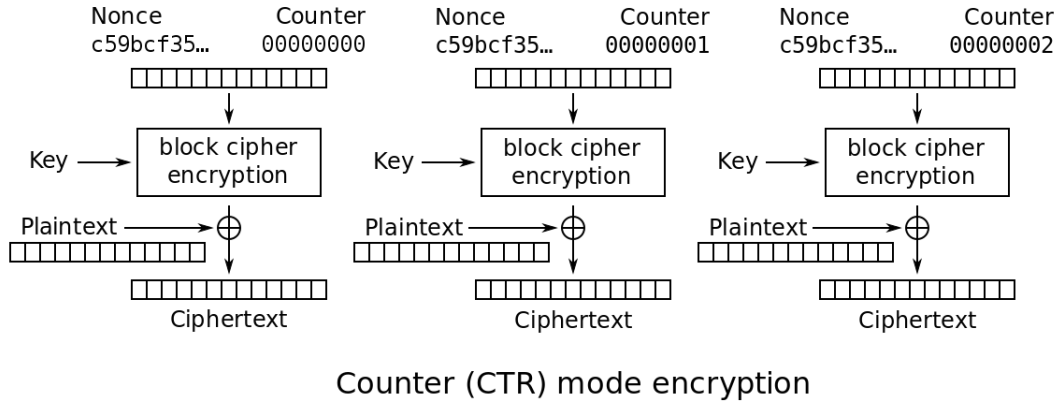 Nonce Counter
c59bcf35… 00000000
Key
block cipher
encryption
Plaintext
Ciphertext
Nonce Counter
c59bcf35… 00000001
Key
block cipher
encryption
Plaintext
Ciphertext
Nonce Counter
c59bcf35… 00000002
Key
block cipher
encryption
Plaintext
Ciphertext
Counter (CTR) mode encryption